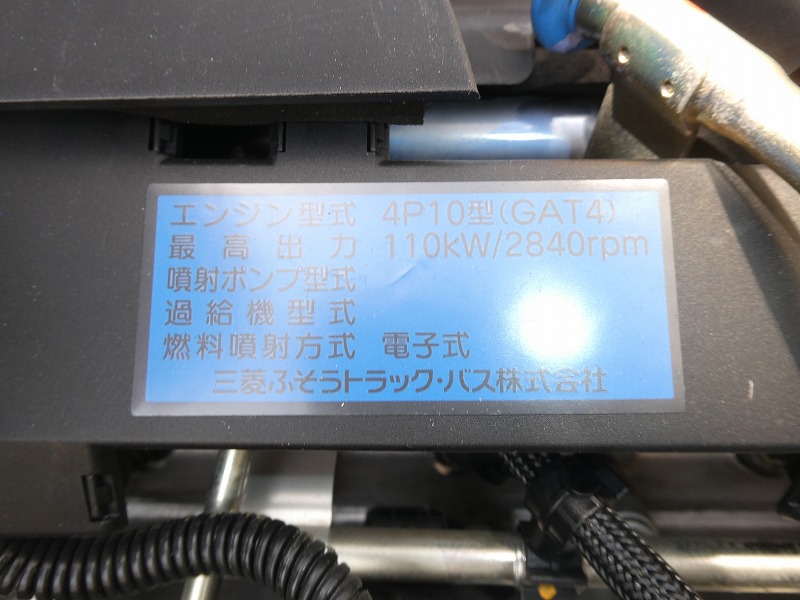 エンジン型式 4P10型(GAT4)
最高出力 110kW/2840rpm
噴射ポンプ型式
過給機型式
燃料噴射方式 電子式
三菱ふそうトラック・バス株式会社